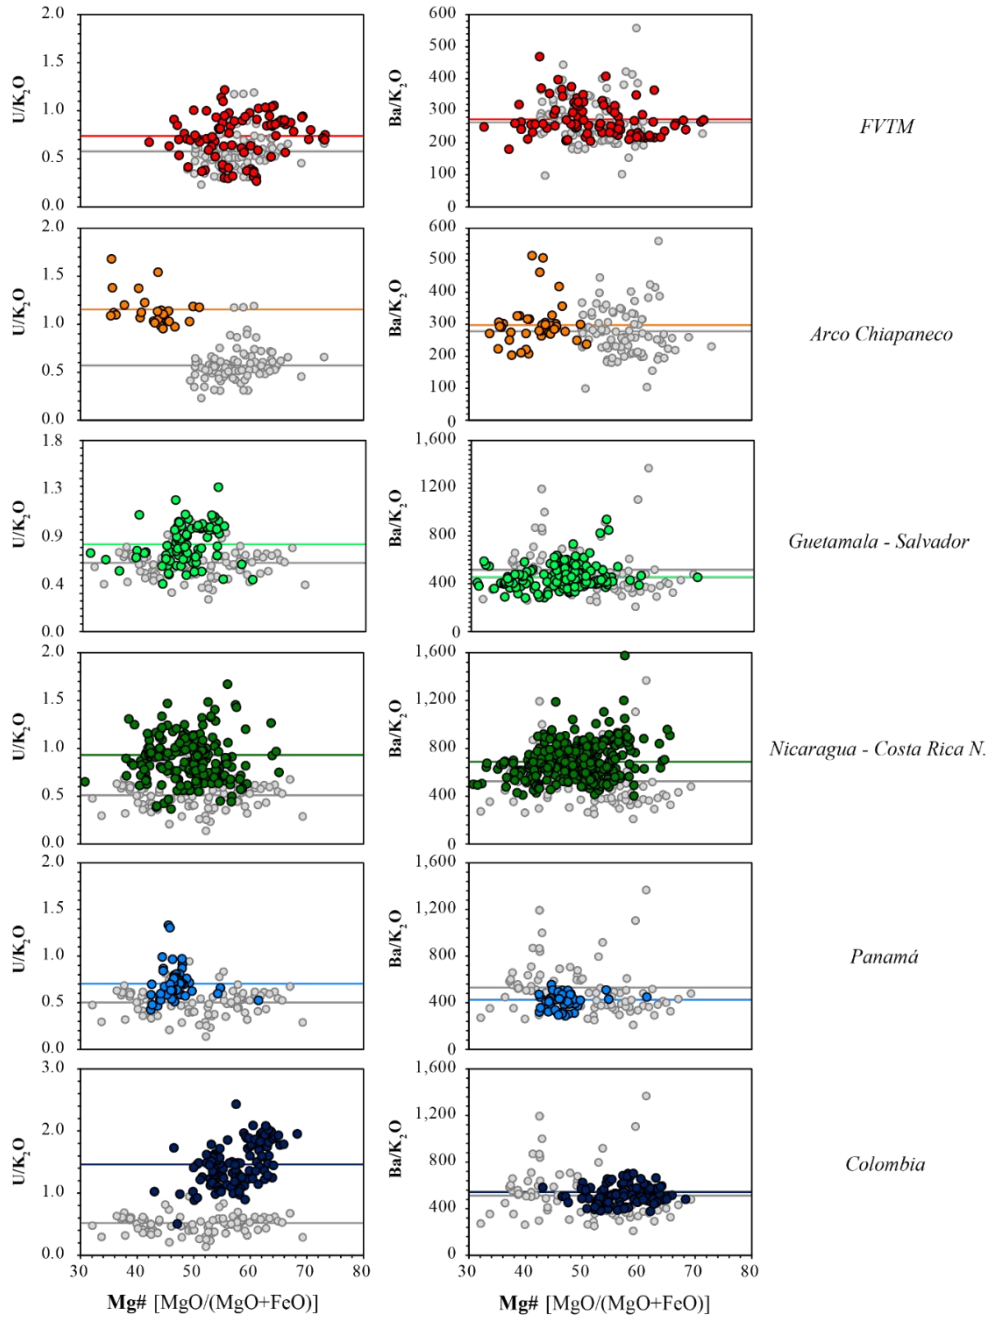 2.0
1.5
1.0
0.5
0.0
U/K2O
600
500
400
300
200
100
0
Ba/K2O
FVTM
2.0
1.5
1.0
0.5
0.0
U/K2O
600
500
400
300
200
100
0
Ba/K2O
Arco Chiapaneco
1.8
1.3
0.9
0.4
0.0
U/K2O
1,600
1200
800
400
0
Ba/K2O
Guetamala - Salvador
2.0
1.5
1.0
0.5
0.0
U/K2O
1,600
1,200
800
400
0
Ba/K2O
Nicaragua - Costa Rica N.
2.0
1.5
1.0
0.5
0.0
U/K2O
1,600
1,200
800
400
0
Ba/K2O
Panamá
3.0
2.0
1.0
0.0
U/K2O
1,600
1,200
800
400
0
Ba/K2O
Colombia
30 40 50 60 70 80
30 40 50 60 70 80
Mg# [MgO/(MgO+FeO)]
Mg# [MgO/(MgO+FeO)]